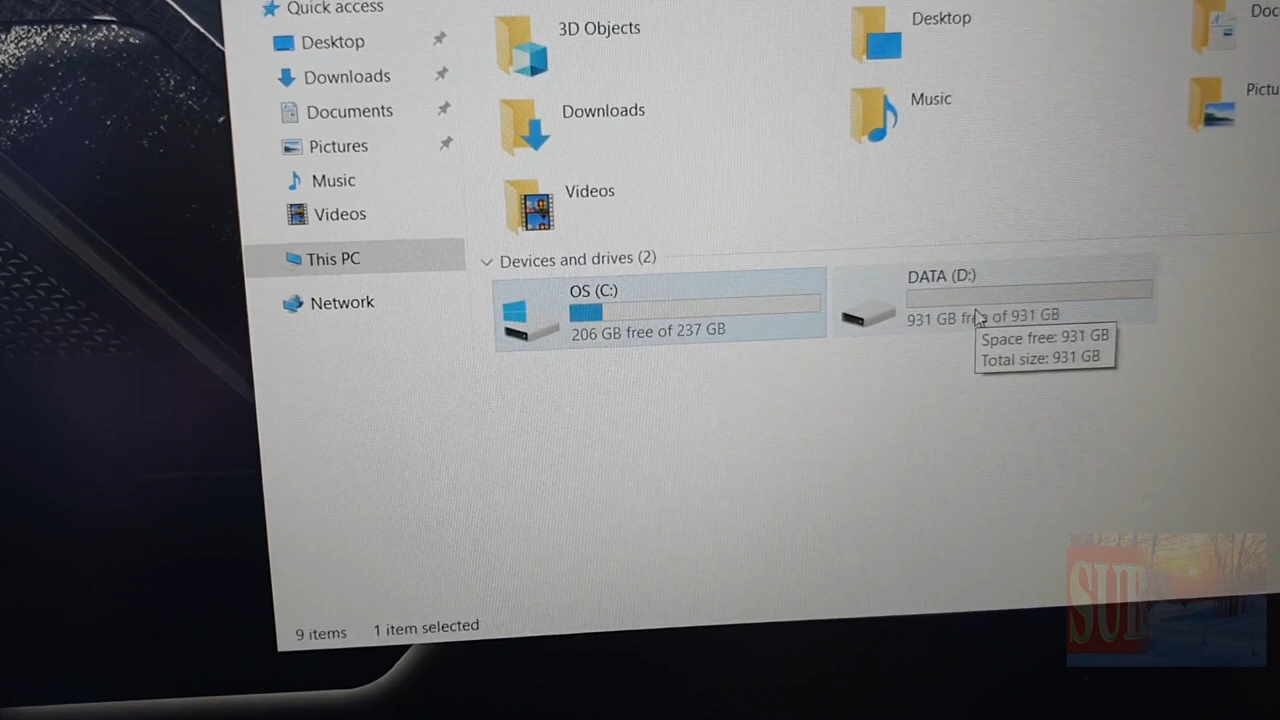 Quick access
Desktop
Downloads
Documents
Pictures
Music
Videos
This PC
Network
3D Objects
Desktop
Downloads
Music
Videos
Devices and drives (2)
OS (C:)
206 GB free of 237 GB
DATA (D:)
931 GB free of 931 GB
Space free: 931 GB
Total size: 931 GB
9 items
1 item selected